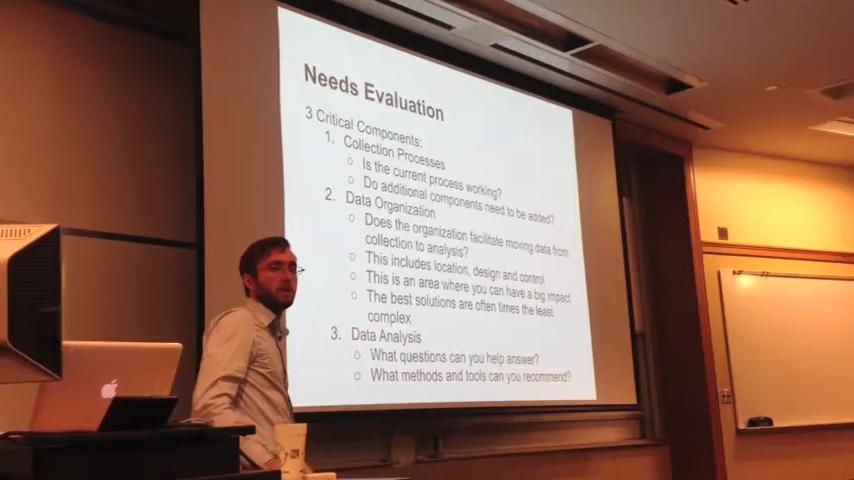 Needs Evaluation
3 Critical Components:
1. Collection Processes
○ Is the current process working?
○ Do additional components need to be added?
2. Data Organization
○ Does the organization facilitate moving data from
collection to analysis?
○ This includes location, design and control
○ This is an area where you can have a big impact
○ The best solutions are often times the least
complex
3. Data Analysis
○ What questions can you help answer?
○ What methods and tools can you recommend?